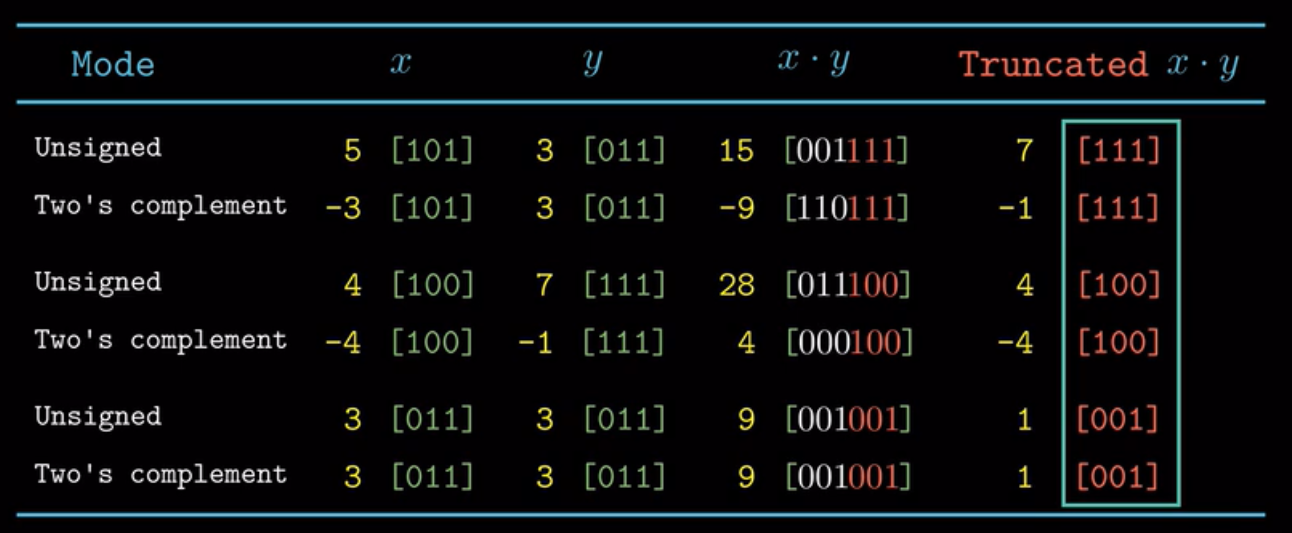 Mode x y x · y Truncated x · y
Unsigned 5 [101] 3 [011] 15 [001111] 7 [111]
Two's complement −3 [101] 3 [011] −9 [110111] −1 [111]
Unsigned 4 [100] 7 [111] 28 [011100] 4 [100]
Two's complement −4 [100] −1 [111] 4 [000100] −4 [100]
Unsigned 3 [011] 3 [011] 9 [001001] 1 [001]
Two's complement 3 [011] 3 [011] 9 [001001] 1 [001]